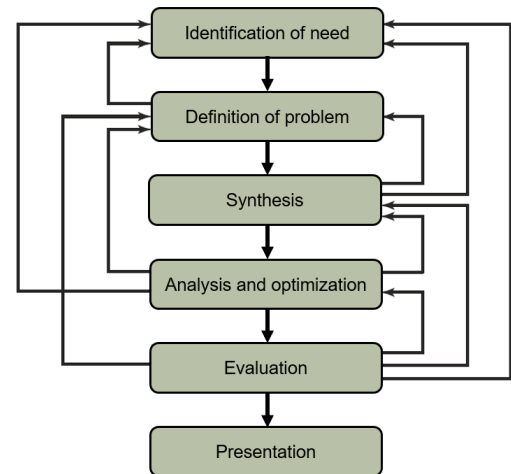 Identification of need
Definition of problem
Synthesis
Analysis and optimization
Evaluation
Presentation